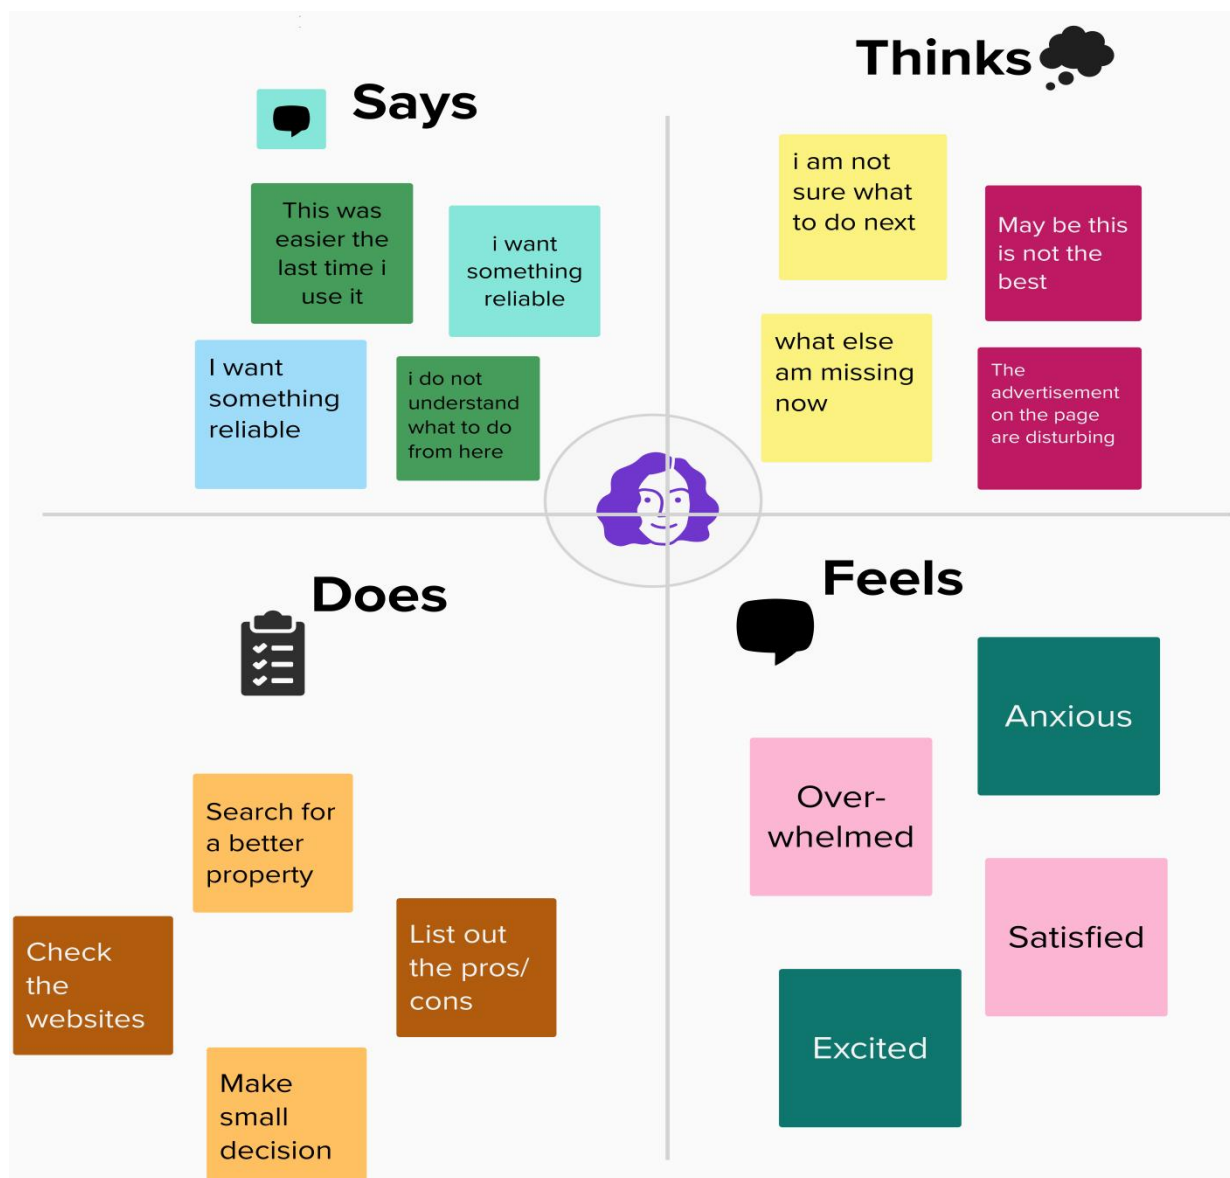 Says
This was
easier the
last time i
use it
i want
something
reliable
I want
something
reliable
i do not
understand
what to do
from here
Thinks
i am not
sure what
to do next
May be this
is not the
best
what else
am missing
now
The
advertisement
on the page
are disturbing
Does
Search for
a better
property
Check
the
websites
List out
the pros/
cons
Make
small
decision
Feels
Anxious
Over-
whelmed
Satisfied
Excited